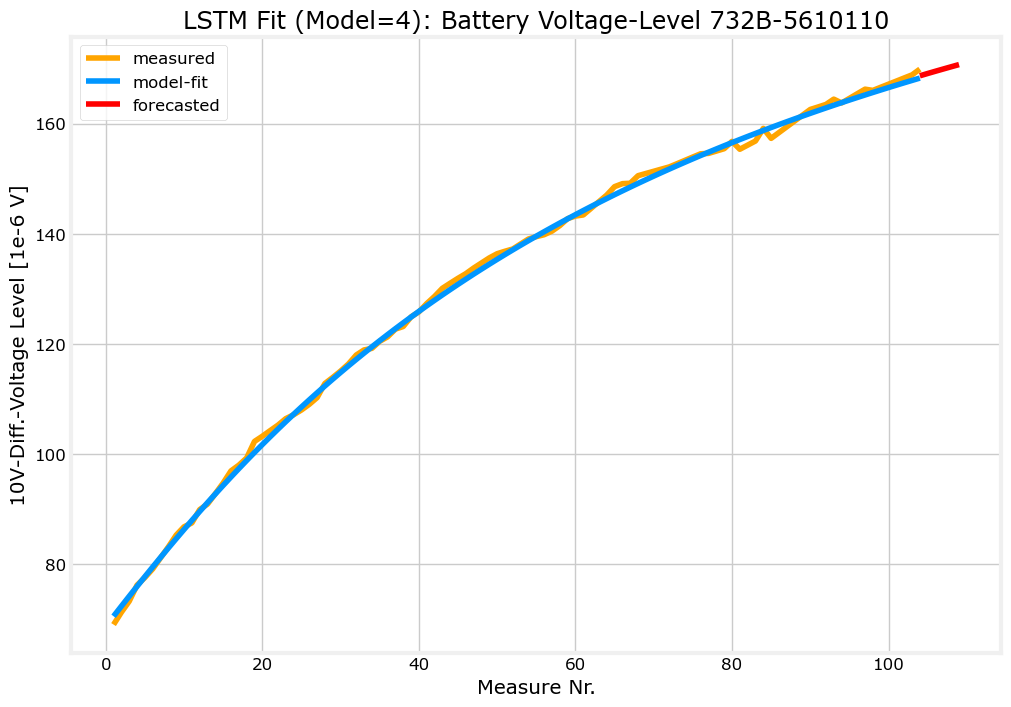 LSTM Fit (Model=4): Battery Voltage-Level 732B-5610110
measured
model-fit
forecasted
10V-Diff.-Voltage Level [1e-6 V]
160
140
120
100
80
0 20 40 60 80 100
Measure Nr.